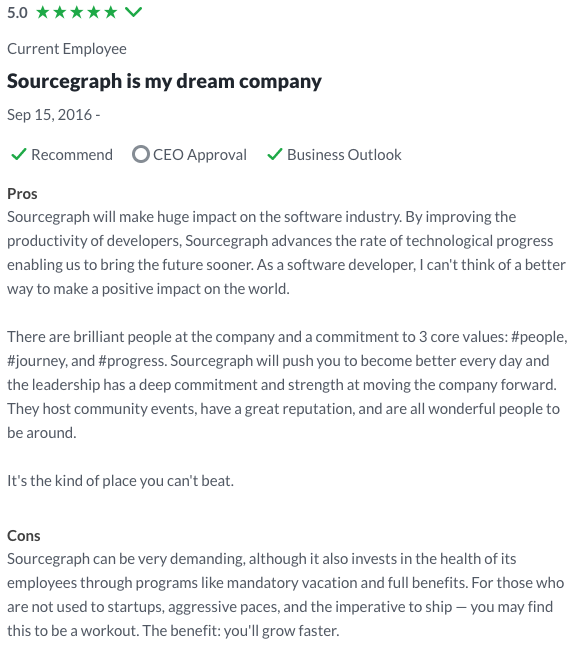 5.0
Current Employee
Sourcegraph is my dream company
Sep 15, 2016 -
Recommend CEO Approval Business Outlook
Pros
Sourcegraph will make huge impact on the software industry. By improving the
productivity of developers, Sourcegraph advances the rate of technological progress
enabling us to bring the future sooner. As a software developer, I can't think of a better
way to make a positive impact on the world.
There are brilliant people at the company and a commitment to 3 core values: #people,
#journey, and #progress. Sourcegraph will push you to become better every day and
the leadership has a deep commitment and strength at moving the company forward.
They host community events, have a great reputation, and are all wonderful people to
be around.
It's the kind of place you can't beat.
Cons
Sourcegraph can be very demanding, although it also invests in the health of its
employees through programs like mandatory vacation and full benefits. For those who
are not used to startups, aggressive paces, and the imperative to ship — you may find
this to be a workout. The benefit: you'll grow faster.